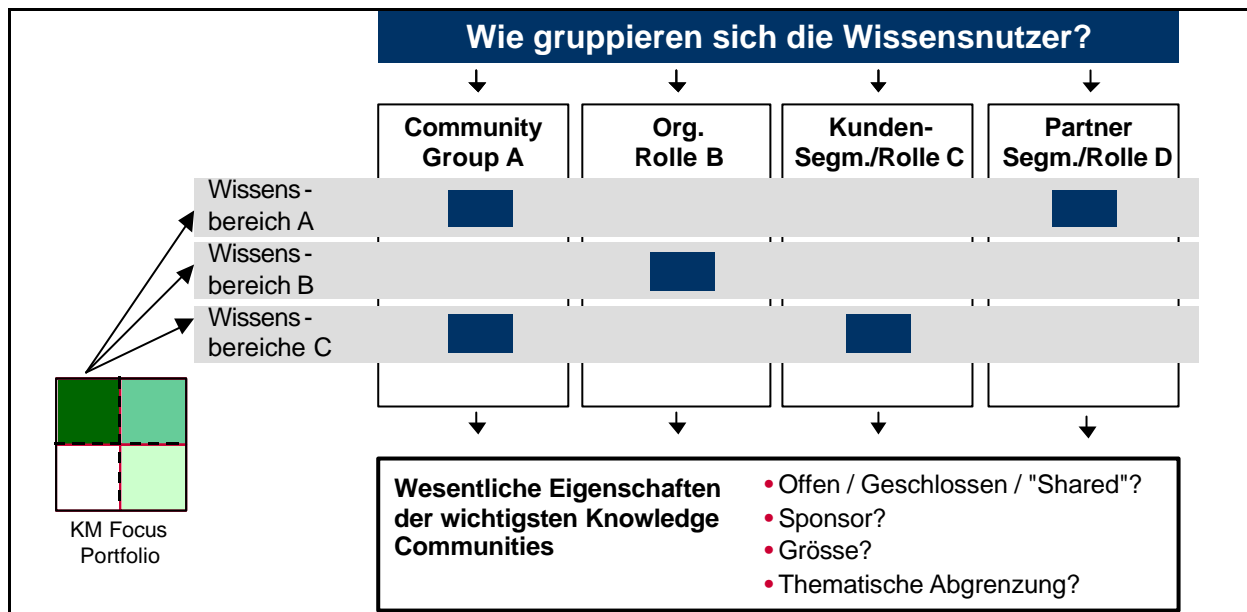 Wie gruppieren sich die Wissensnutzer?
Community
Group A
Org.
Rolle B
Kunden-
Segm./Rolle C
Partner
Segm./Rolle D
Wissens-
bereich A
Wissens-
bereich B
Wissens-
bereiche C
KM Focus
Portfolio
Wesentliche Eigenschaften
der wichtigsten Knowledge
Communities
• Offen / Geschlossen / "Shared"?
• Sponsor?
• Grösse?
• Thematische Abgrenzung?